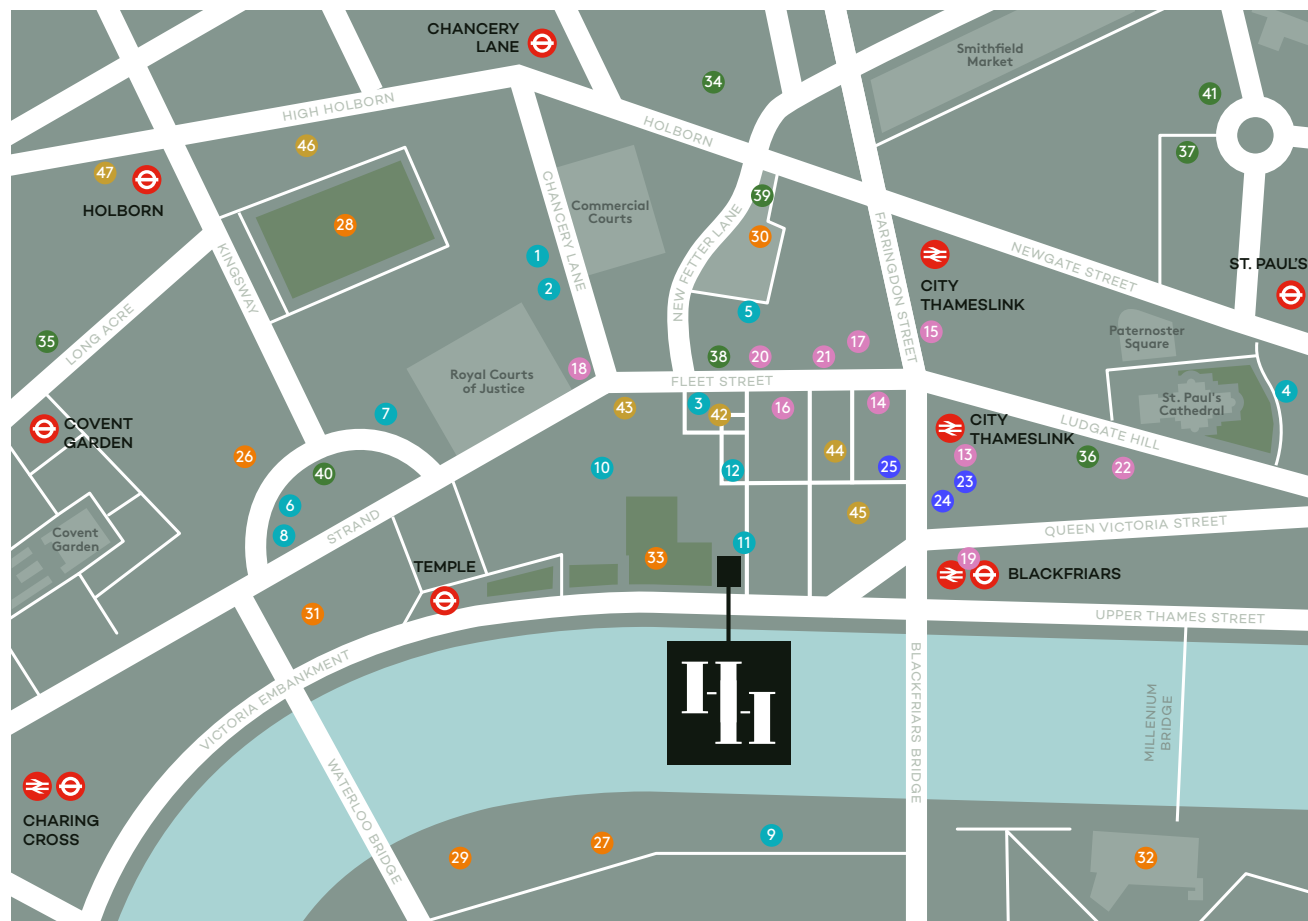 CHANCERY
LANE
Smithfield
Market
34
41
HIGH HOLBORN
HOLBORN
46
37
47
HOLBORN
28
CHANCERY LANE
Commercial
Courts
39
30
NEW FETTER LANE
FARRINGDON STREET
NEWGATE STREET
KINGSWAY
1
2
CITY
THAMESLINK
ST. PAUL'S
5
15
35
LONG ACRE
Royal Courts
of Justice
18
38
20
21
17
Paternoster
Square
FLEET STREET
7
43
3
42
16
14
St. Paul's
Cathedral
4
COVENT
GARDEN
CITY
THAMESLINK
LUDGATE HILL
26
40
10
12
44
25
13
36
22
23
24
6
8
STRAND
45
QUEEN VICTORIA STREET
Covent
Garden
11
33
19
TEMPLE
BLACKFRIARS
31
UPPER THAMES STREET
VICTORIA EMBANKMENT
BLACKFRIARS BRIDGE
MILLENIUM
BRIDGE
HHI
WATERLOO BRIDGE
CHARING
CROSS
29
27
9
32